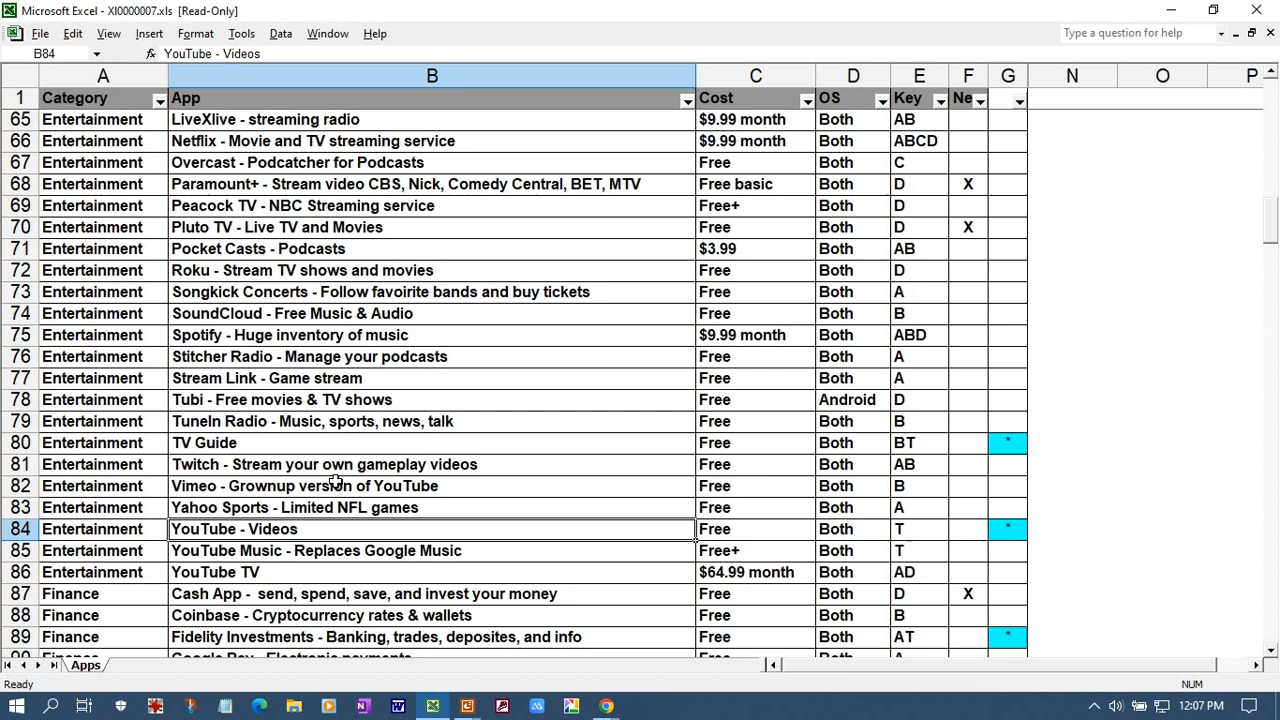 Microsoft Excel - XI0000007.xls [Read-Only]
File Edit View Insert Format Tools Data Window Help Type a question for help
B84 fx YouTube - Videos
A B C D E F G N O P
1 Category App Cost OS Key Ne
65 Entertainment LiveXlive - streaming radio $9.99 month Both AB
66 Entertainment Netflix - Movie and TV streaming service $9.99 month Both ABCD
67 Entertainment Overcast - Podcatcher for Podcasts Free Both C
68 Entertainment Paramount+ - Stream video CBS, Nick, Comedy Central, BET, MTV Free basic Both D X
69 Entertainment Peacock TV - NBC Streaming service Free+ Both D
70 Entertainment Pluto TV - Live TV and Movies Free Both D X
71 Entertainment Pocket Casts - Podcasts $3.99 Both AB
72 Entertainment Roku - Stream TV shows and movies Free Both D
73 Entertainment Songkick Concerts - Follow favoirite bands and buy tickets Free Both A
74 Entertainment SoundCloud - Free Music & Audio Free Both D
75 Entertainment Spotify - Huge inventory of music $9.99 month Both ABD
76 Entertainment Stitcher Radio - Manage your podcasts Free Both A
77 Entertainment Stream Link - Game stream Free Both A
78 Entertainment Tubi - Free movies & TV shows Free Android D
79 Entertainment TuneIn Radio - Music, sports, news, talk Free Both B
80 Entertainment TV Guide Free Both BT *
81 Entertainment Twitch - Stream your own gameplay videos Free Both AB
82 Entertainment Vimeo - Grownup version of YouTube Free Both B
83 Entertainment Yahoo Sports - Limited NFL games Free Both A
84 Entertainment YouTube - Videos Free Both T *
85 Entertainment YouTube Music - Replaces Google Music Free+ Both T
86 Entertainment YouTube TV $64.99 month Both AD
87 Finance Cash App - send, spend, save, and invest your money Free Both D X
88 Finance Coinbase - Cryptocurrency rates & wallets Free Both B
89 Finance Fidelity Investments - Banking, trades, deposits, and info Free Both AT *
90 Finance Google Pay - Electronic payments Free Both A
Apps
Ready NUM
12:07 PM